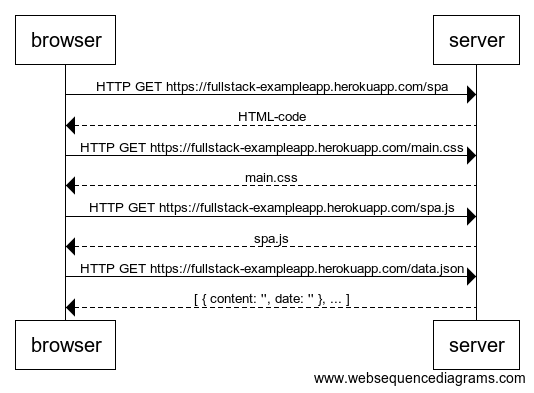 browser server
HTTP GET https://fullstack-exampleapp.herokuapp.com/spa
HTML-code
HTTP GET https://fullstack-exampleapp.herokuapp.com/main.css
main.css
HTTP GET https://fullstack-exampleapp.herokuapp.com/spa.js
spa.js
HTTP GET https://fullstack-exampleapp.herokuapp.com/data.json
[ { content: '', date: '' }, ... ]
browser server
www.websequencediagrams.com